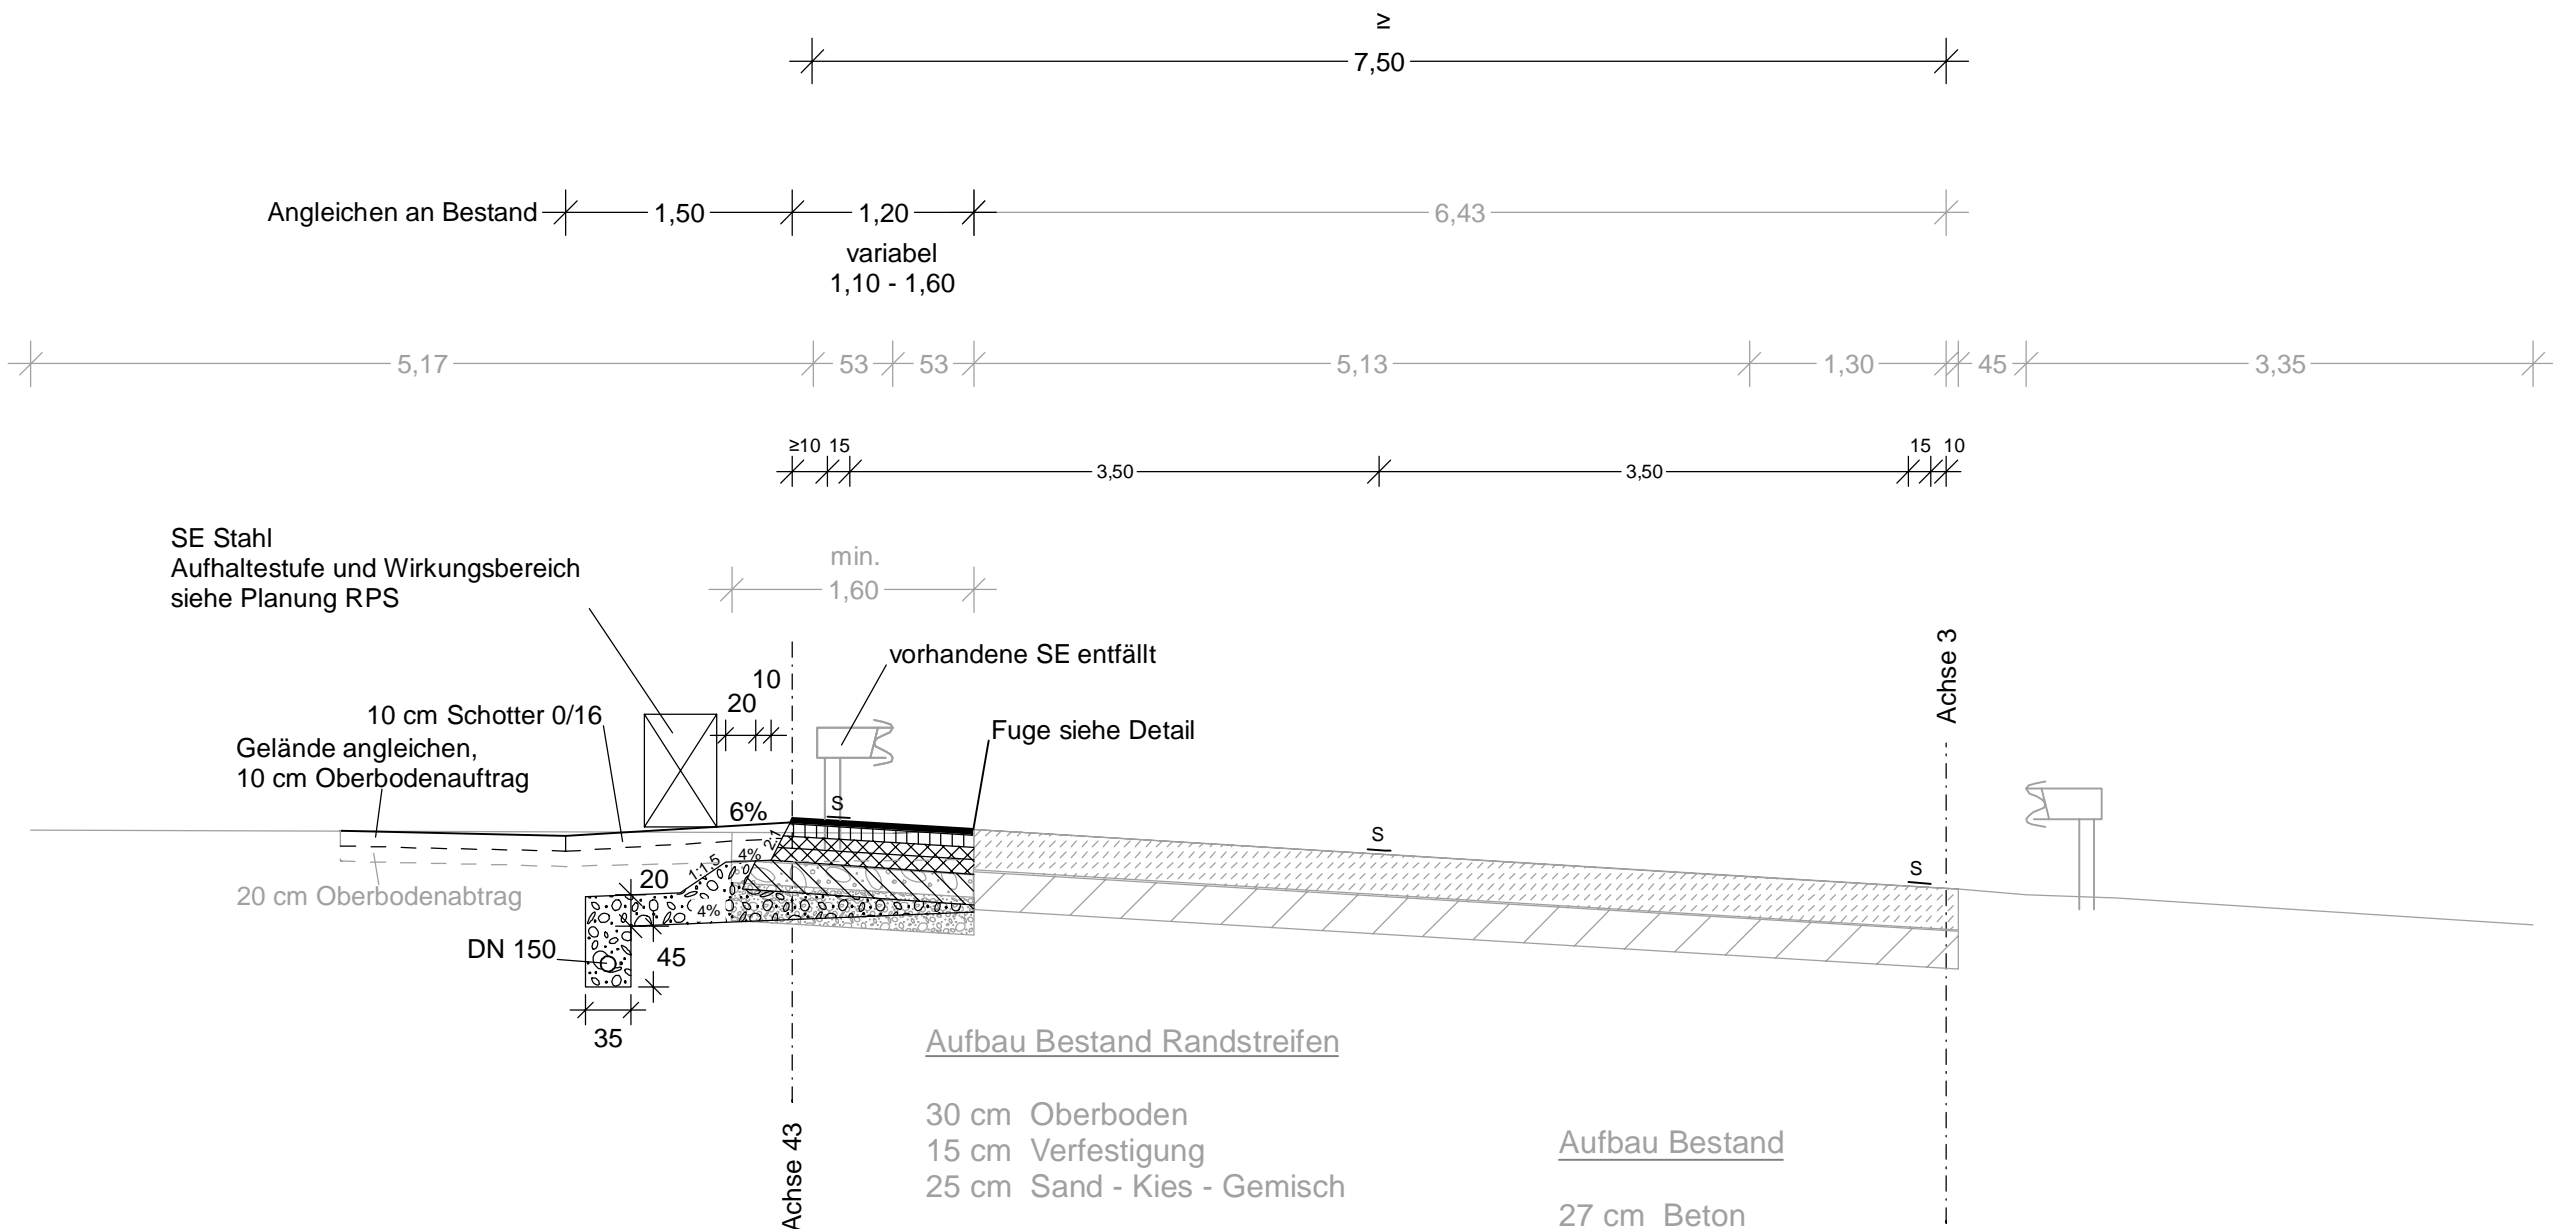 ≥
7,50
Angleichen an Bestand
1,50
1,20
6,43
variabel
1,10 - 1,60
5,17
53
53
5,13
1,30
45
3,35
≥10
15
3,50
3,50
15
10
SE Stahl
Aufhaltestufe und Wirkungsbereich
siehe Planung RPS
min.
1,60
vorhandene SE entfällt
Achse 3
10
20
10 cm Schotter 0/16
Fuge siehe Detail
Gelände angleichen,
10 cm Oberbodenauftrag
6%
S
S
S
2:1
4%
1:1.5
20
20 cm Oberbodenabtrag
4%
DN 150
45
35
Achse 43
Aufbau Bestand Randstreifen
30 cm Oberboden
15 cm Verfestigung
25 cm Sand - Kies - Gemisch
Aufbau Bestand
27 cm Beton